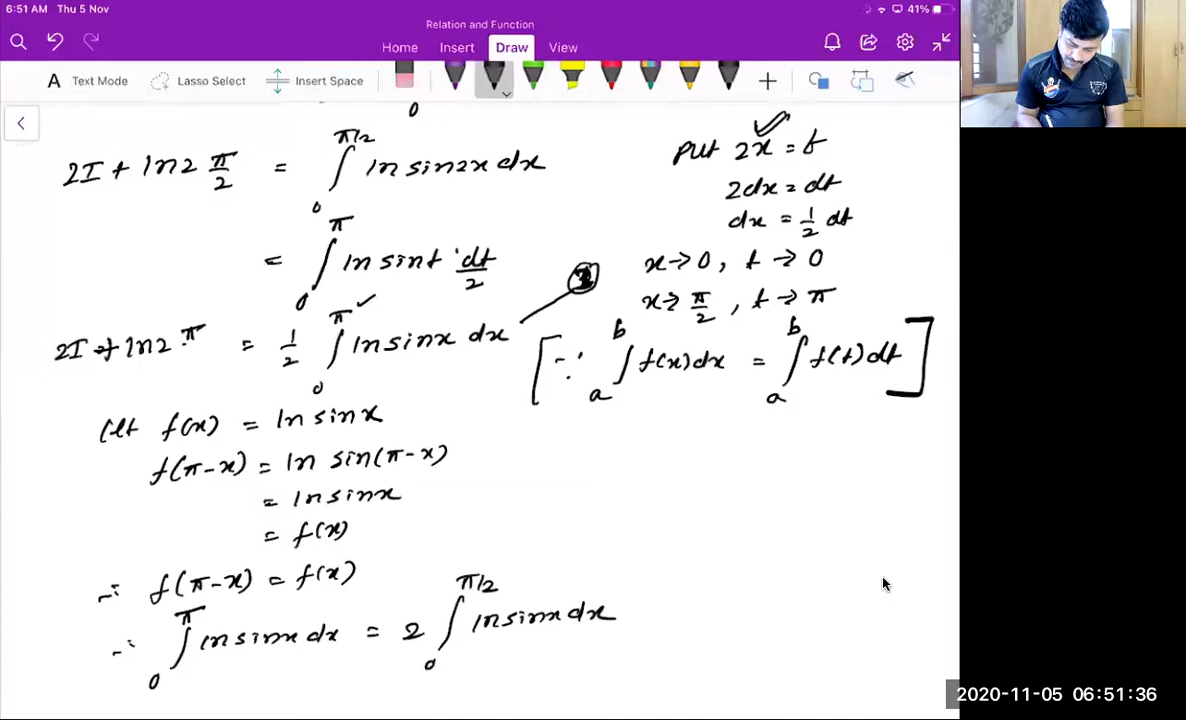 6:51 AM Thu 5 Nov
41%
Relation and Function
Home Insert Draw View
Text Mode Lasso Select Insert Space
0
2I + ln2 π/2 = ∫₀^{π/2} ln sin2x dx
= ∫₀^π ln sint dt/2
2I + ln2 π = 1/2 ∫₀^π ln sinx dx
let f(x) = ln sinx
f(π-x) = ln sin(π-x)
= ln sinx
= f(x)
∴ f(π-x) = f(x)
∴ ∫₀^π ln sinx dx = 2 ∫₀^{π/2} ln sinx dx
Put 2x = t
2dx = dt
dx = 1/2 dt
x→0, t→0
x→π/2, t→π
[∵ ∫ₐ^b f(x)dx = ∫ₐ^b f(t)dt]
2020-11-05 06:51:36